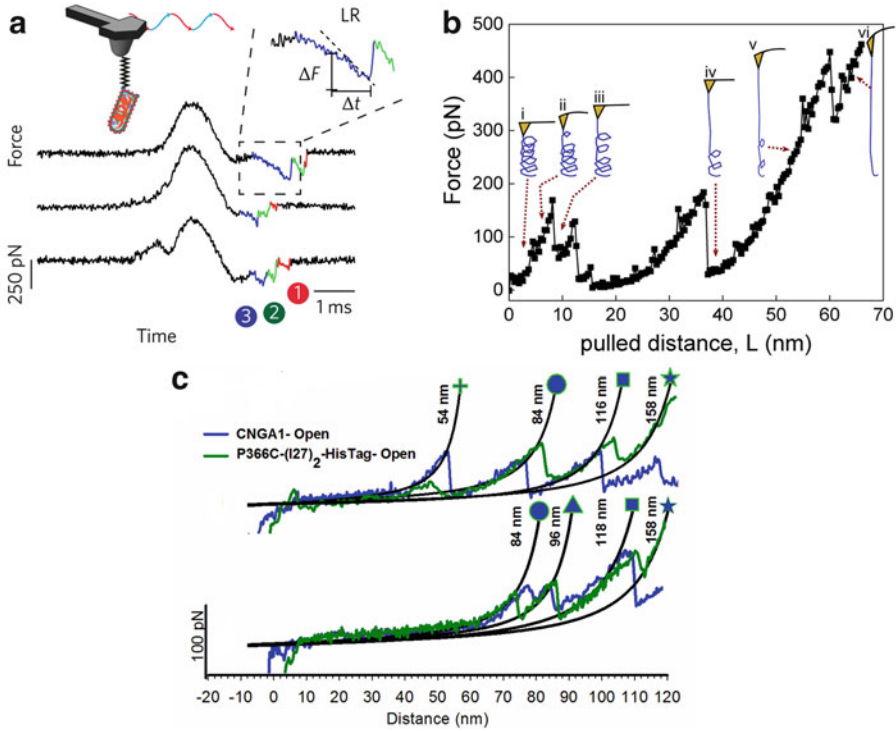 a
LR
ΔF
Δt
Force
250 pN
3
2
1
1 ms
Time
b
Force (pN)
500
400
300
200
100
0
i
ii
iii
iv
v
vi
0 10 20 30 40 50 60 70
pulled distance, L (nm)
c
CNGA1- Open
P366C-(I27)₂-HisTag- Open
54 nm
84 nm
116 nm
158 nm
84 nm
96 nm
118 nm
158 nm
100 pN
-20 -10 0 10 20 30 40 50 60 70 80 90 100 110 120
Distance (nm)